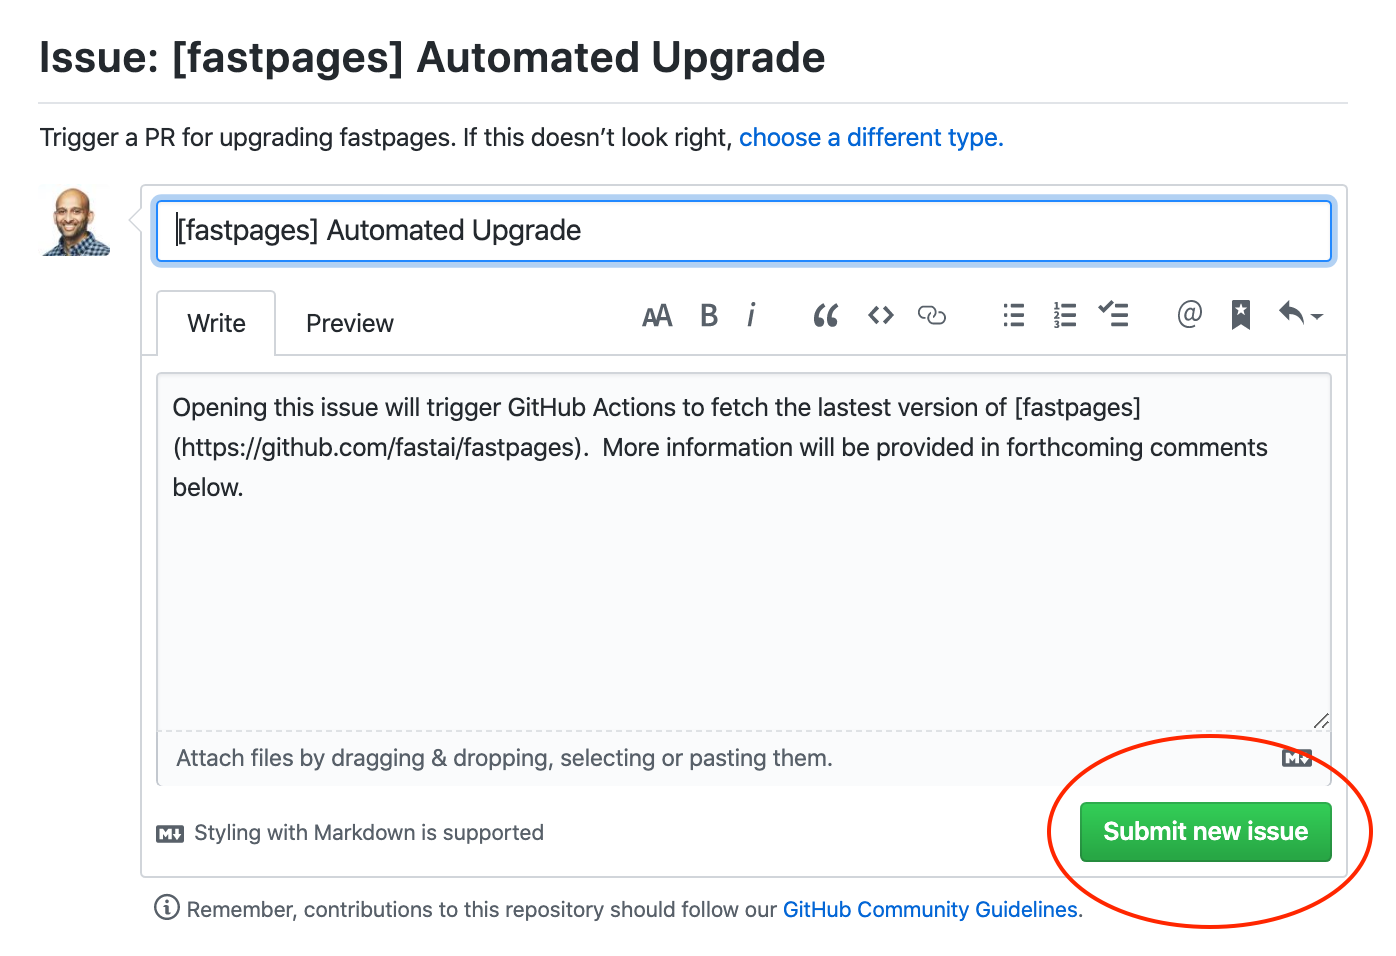 Issue: [fastpages] Automated Upgrade
Trigger a PR for upgrading fastpages. If this doesn’t look right, choose a different type.
[fastpages] Automated Upgrade
Write Preview
Opening this issue will trigger GitHub Actions to fetch the lastest version of [fastpages]
(https://github.com/fastai/fastpages).  More information will be provided in forthcoming comments
below.
Attach files by dragging & dropping, selecting or pasting them.
Styling with Markdown is supported
Submit new issue
Remember, contributions to this repository should follow our GitHub Community Guidelines.